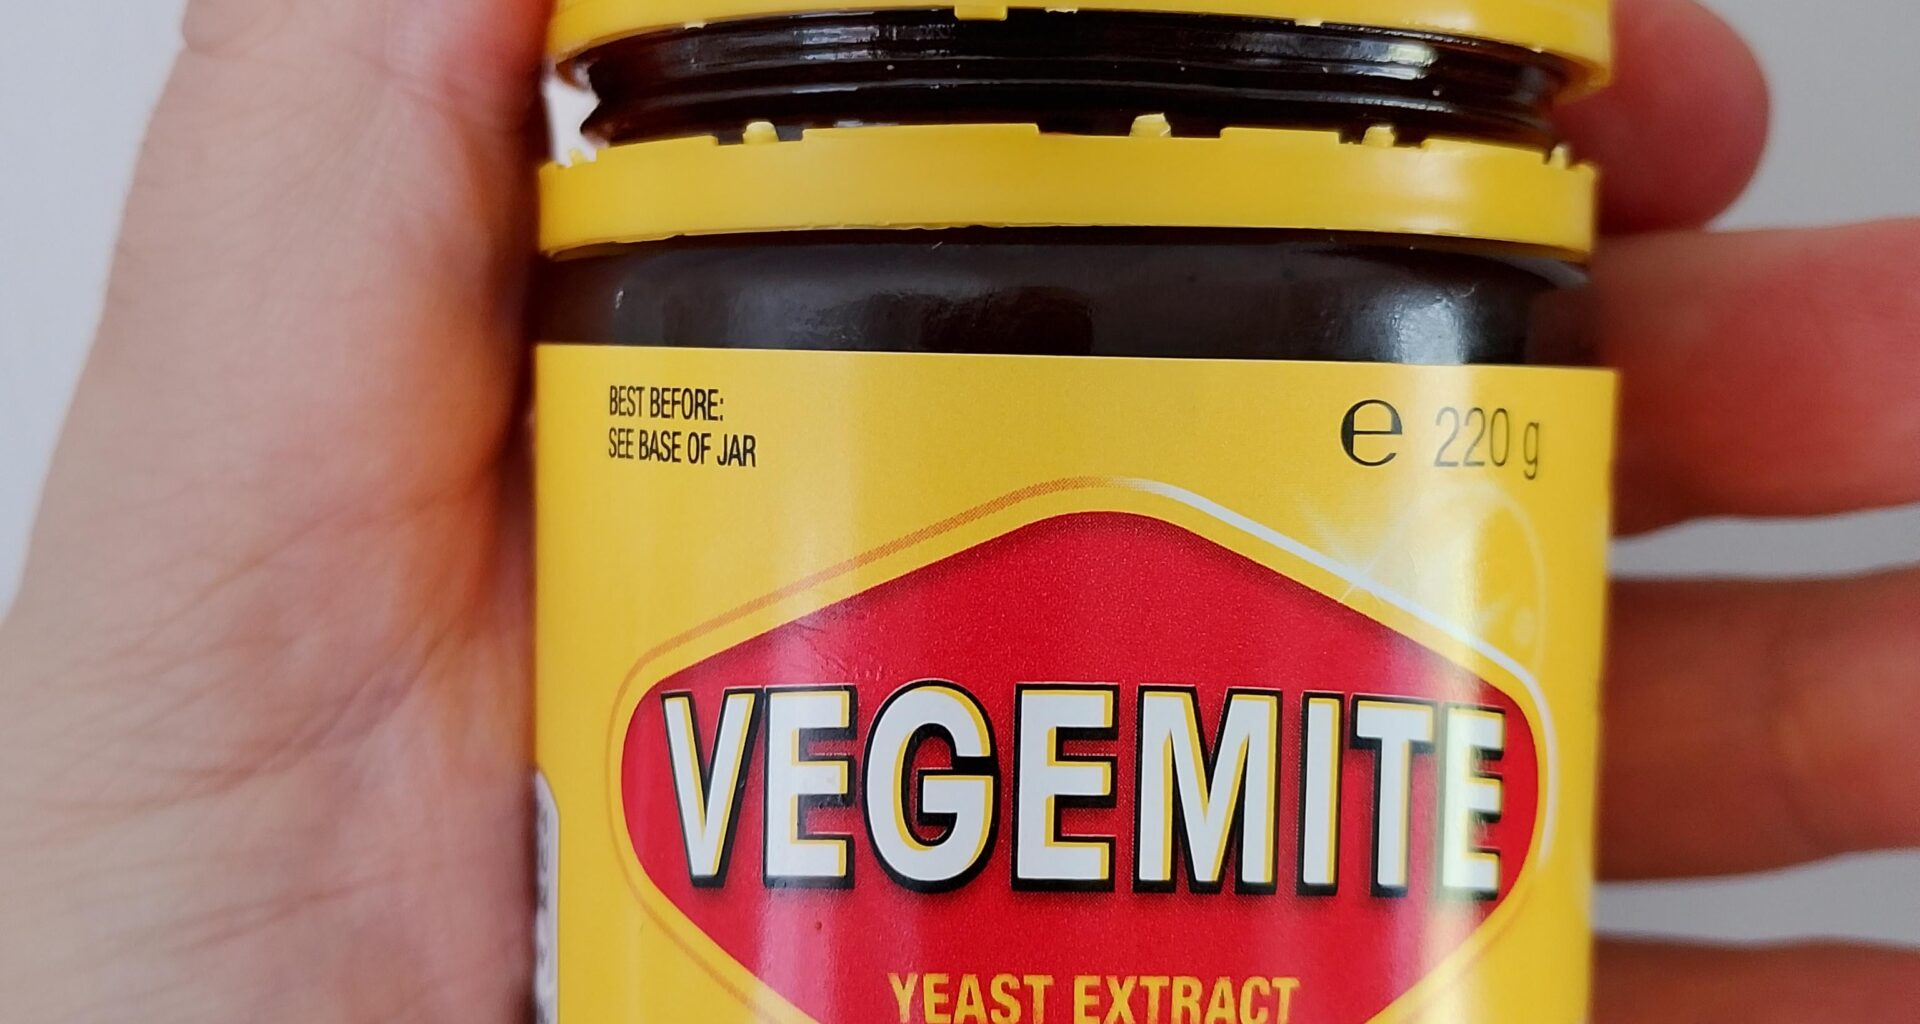 BEST BEFORE:
SEE BASE OF JAR
℮ 220 g
VEGEMITE
YEAST EXTRACT